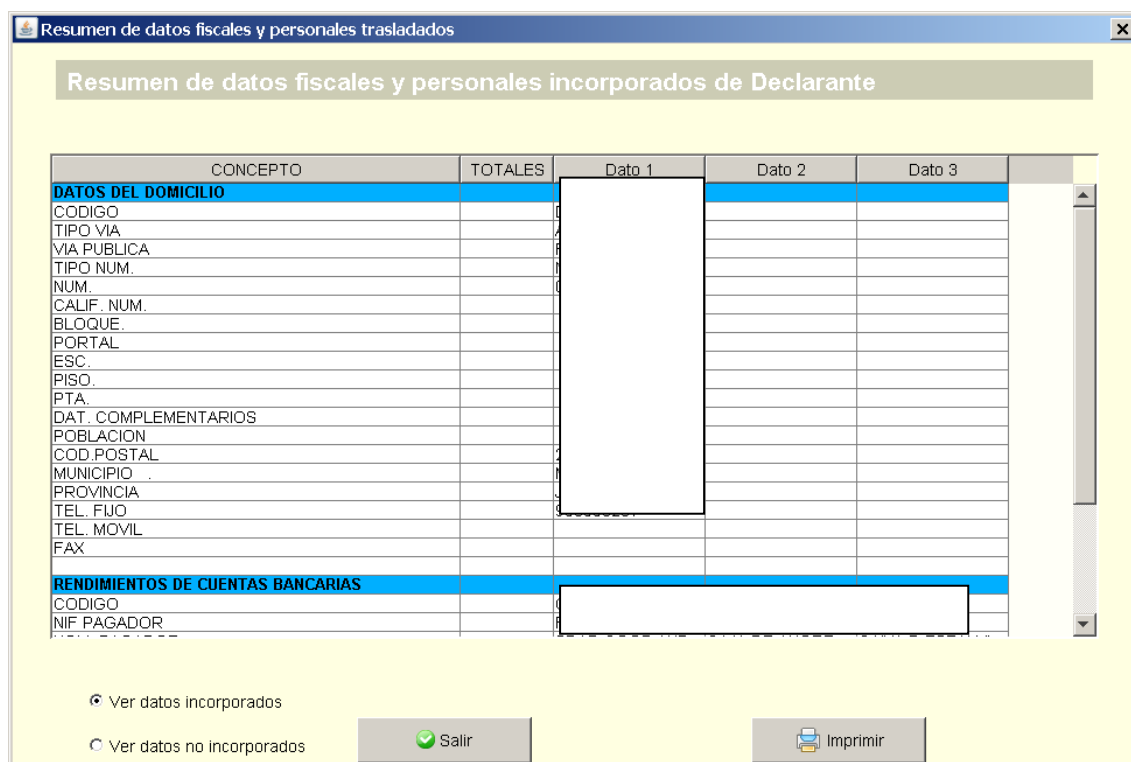 Resumen de datos fiscales y personales trasladados
Resumen de datos fiscales y personales incorporados de Declarante
CONCEPTO TOTALES Dato 1 Dato 2 Dato 3
DATOS DEL DOMICILIO
CODIGO
TIPO VIA
VIA PUBLICA
TIPO NUM.
NUM.
CALIF. NUM.
BLOQUE.
PORTAL
ESC.
PISO.
PTA.
DAT. COMPLEMENTARIOS
POBLACION
COD.POSTAL
MUNICIPIO .
PROVINCIA
TEL. FIJO
TEL. MOVIL
FAX
RENDIMIENTOS DE CUENTAS BANCARIAS
CODIGO
NIF PAGADOR
Ver datos incorporados
Ver datos no incorporados
Salir
Imprimir